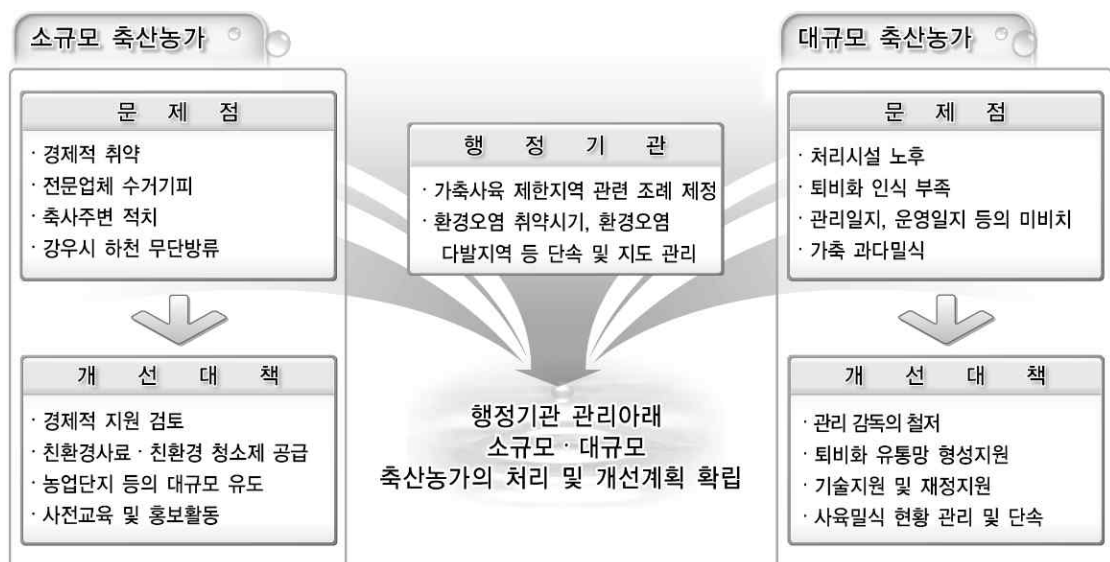 소규모 축산농가
문 제 점
· 경제적 취약
· 전문업체 수거기피
· 축사주변 적치
· 강우시 하천 무단방류
개 선 대 책
· 경제적 지원 검토
· 친환경사료 · 친환경 청소제 공급
· 농업단지 등의 대규모 유도
· 사전교육 및 홍보활동
행 정 기 관
· 가축사육 제한지역 관련 조례 제정
· 환경오염 취약시기, 환경오염
다발지역 등 단속 및 지도 관리
행정기관 관리아래
소규모 · 대규모
축산농가의 처리 및 개선계획 확립
대규모 축산농가
문 제 점
· 처리시설 노후
· 퇴비화 인식 부족
· 관리일지, 운영일지 등의 미비치
· 가축 과다밀식
개 선 대 책
· 관리 감독의 철저
· 퇴비화 유통망 형성지원
· 기술지원 및 재정지원
· 사육밀식 현황 관리 및 단속